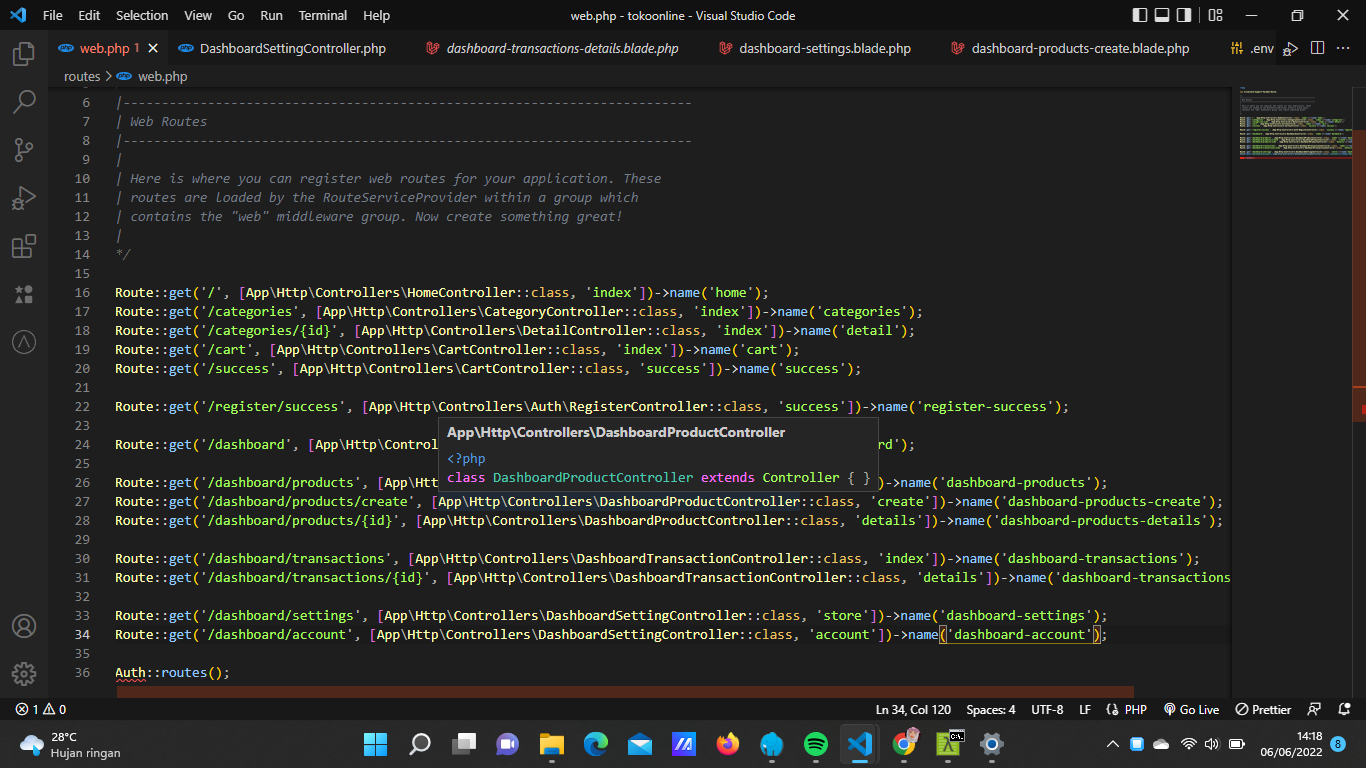 File Edit Selection View Go Run Terminal Help web.php - tokoonline - Visual Studio Code
web.php 1 DashboardSettingController.php dashboard-transactions-details.blade.php dashboard-settings.blade.php dashboard-products-create.blade.php .env
routes > web.php
6 |--------------------------------------------------------------------------
7 | Web Routes
8 |--------------------------------------------------------------------------
9 |
10 | Here is where you can register web routes for your application. These
11 | routes are loaded by the RouteServiceProvider within a group which
12 | contains the "web" middleware group. Now create something great!
13 |
14 */
15
16 Route::get('/', [App\Http\Controllers\HomeController::class, 'index'])->name('home');
17 Route::get('/categories', [App\Http\Controllers\CategoryController::class, 'index'])->name('categories');
18 Route::get('/categories/{id}', [App\Http\Controllers\DetailController::class, 'index'])->name('detail');
19 Route::get('/cart', [App\Http\Controllers\CartController::class, 'index'])->name('cart');
20 Route::get('/success', [App\Http\Controllers\CartController::class, 'success'])->name('success');
21
22 Route::get('/register/success', [App\Http\Controllers\Auth\RegisterController::class, 'success'])->name('register-success');
23
App\Http\Controllers\DashboardProductController
24 Route::get('/dashboard', [App\Http\Control rd');
<?php
25
class DashboardProductController extends Controller { }
26 Route::get('/dashboard/products', [App\Htt )->name('dashboard-products');
27 Route::get('/dashboard/products/create', [App\Http\Controllers\DashboardProductController::class, 'create'])->name('dashboard-products-create');
28 Route::get('/dashboard/products/{id}', [App\Http\Controllers\DashboardProductController::class, 'details'])->name('dashboard-products-details');
29
30 Route::get('/dashboard/transactions', [App\Http\Controllers\DashboardTransactionController::class, 'index'])->name('dashboard-transactions');
31 Route::get('/dashboard/transactions/{id}', [App\Http\Controllers\DashboardTransactionController::class, 'details'])->name('dashboard-transactions
32
33 Route::get('/dashboard/settings', [App\Http\Controllers\DashboardSettingController::class, 'store'])->name('dashboard-settings');
34 Route::get('/dashboard/account', [App\Http\Controllers\DashboardSettingController::class, 'account'])->name('dashboard-account');
35
36 Auth::routes();
1 0 Ln 34, Col 120 Spaces: 4 UTF-8 LF PHP Go Live Prettier
28°C
Hujan ringan
14:18
06/06/2022 8